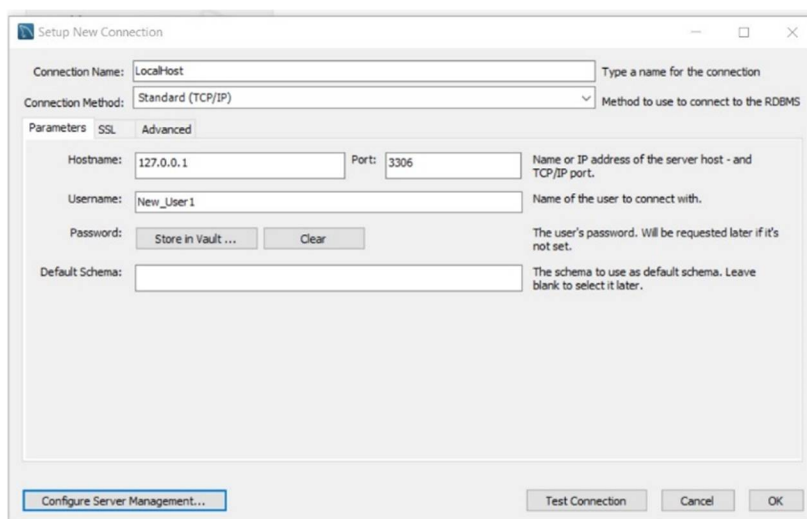 Setup New Connection
Connection Name: LocalHost Type a name for the connection
Connection Method: Standard (TCP/IP) Method to use to connect to the RDBMS
Parameters SSL Advanced
Hostname: 127.0.0.1 Port: 3306 Name or IP address of the server host - and
TCP/IP port.
Username: New_User1 Name of the user to connect with.
Password: Store in Vault ... Clear The user's password. Will be requested later if it's
not set.
Default Schema: The schema to use as default schema. Leave
blank to select it later.
Configure Server Management... Test Connection Cancel OK